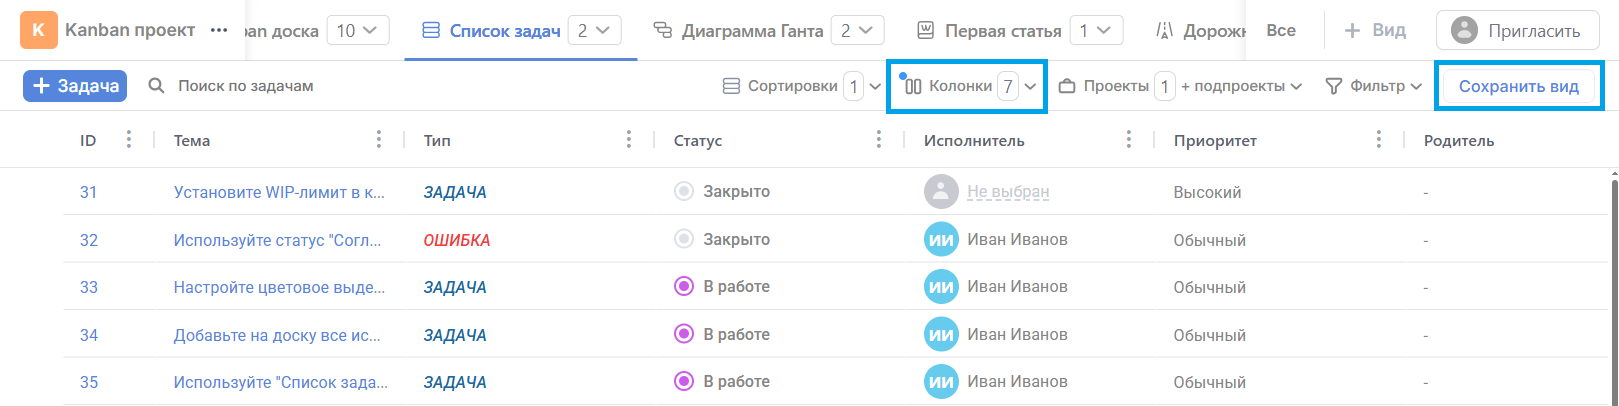 К Kanban проект ... ban доска 10 Список задач 2 Диаграмма Ганта 2 Первая статья 1 Дорожн Все + Вид Пригласить
+ Задача Поиск по задачам Сортировки 1 Колонки 7 Проекты 1 + подпроекты Фильтр Сохранить вид
ID Тема Тип Статус Исполнитель Приоритет Родитель
31 Установите WIP-лимит в к... ЗАДАЧА Закрыто Не выбран Высокий -
32 Используйте статус "Согл... ОШИБКА Закрыто ИИ Иван Иванов Обычный -
33 Настройте цветовое выде... ЗАДАЧА В работе ИИ Иван Иванов Обычный -
34 Добавьте на доску все ис... ЗАДАЧА В работе ИИ Иван Иванов Обычный -
35 Используйте "Список зада... ЗАДАЧА В работе ИИ Иван Иванов Обычный -